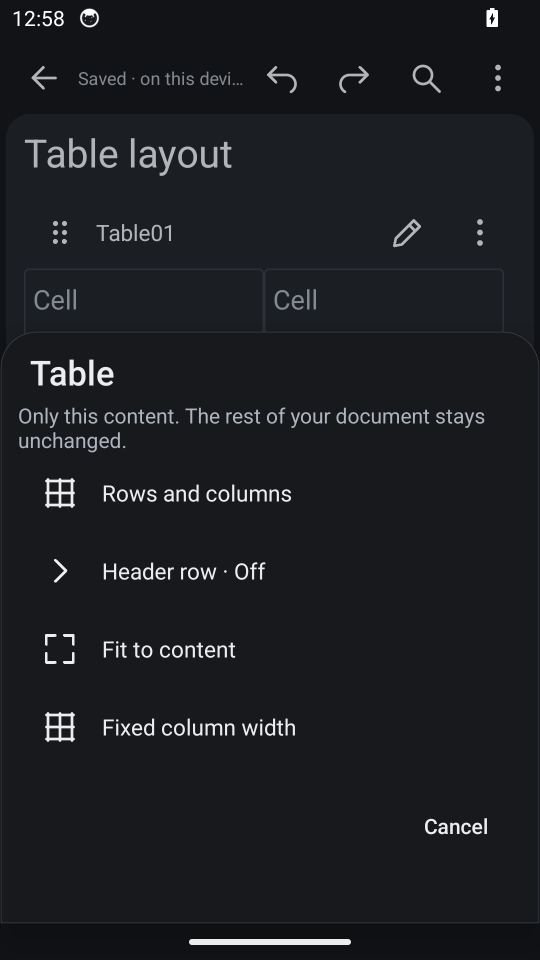 12:58
Saved · on this devi…
Table layout
Table01
Cell Cell
Table
Only this content. The rest of your document stays
unchanged.
Rows and columns
Header row · Off
Fit to content
Fixed column width
Cancel